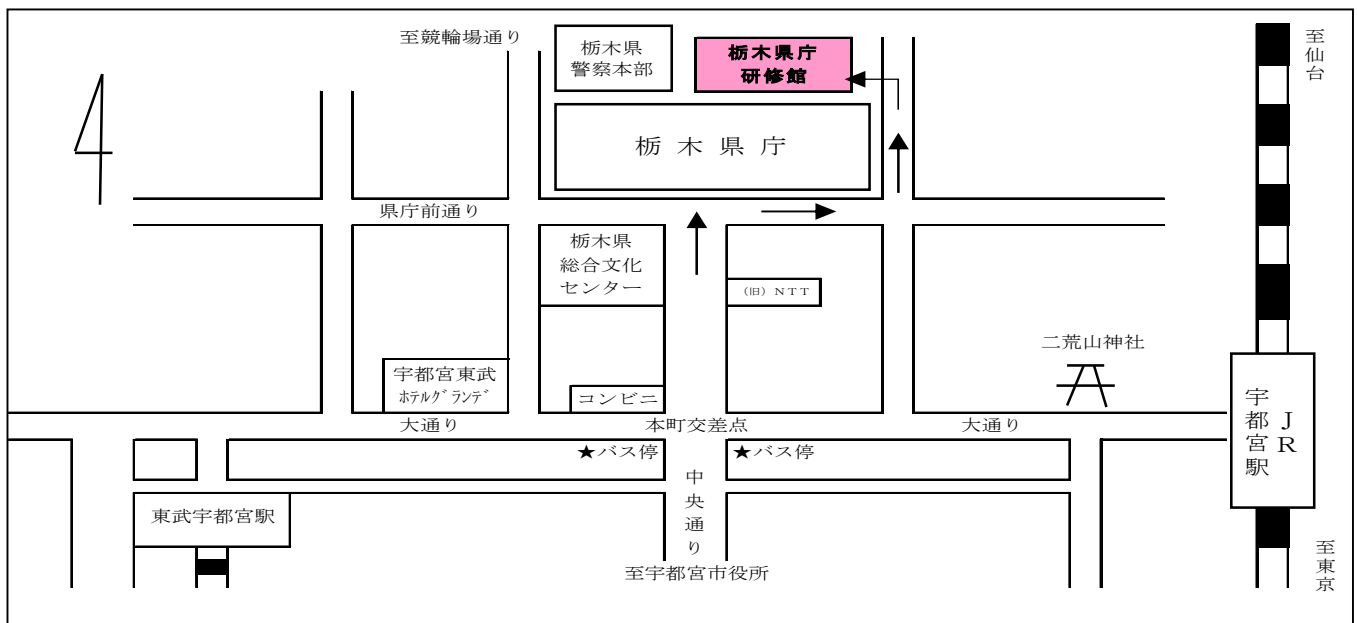 至競輪場通り
栃木県
警察本部
栃木県庁
研修館
至仙台
栃木県庁
県庁前通り
栃木県
総合文化
センター
（旧）ＮＴＴ
二荒山神社
宇都宮東武
ﾎﾃﾙｸﾞﾗﾝﾃﾞ
コンビニ
大通り
本町交差点
大通り
ＪＲ
宇都宮駅
★バス停
★バス停
中央通り
東武宇都宮駅
至宇都宮市役所
至東京